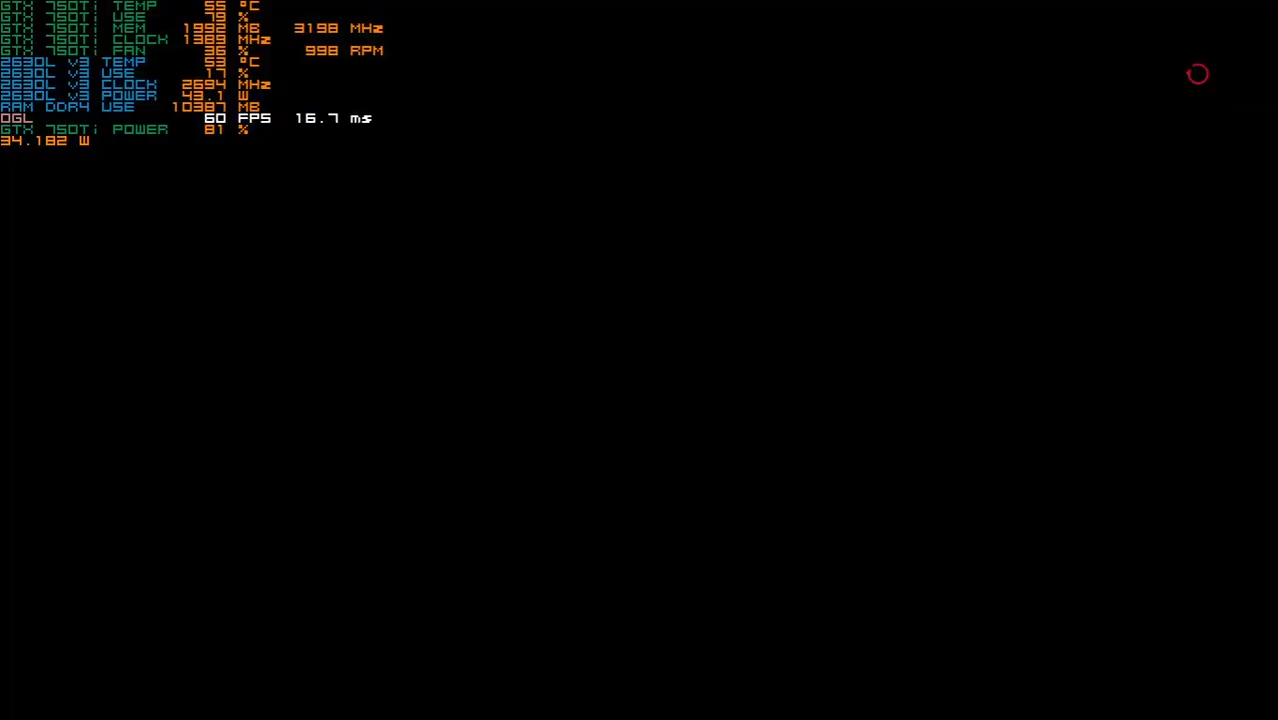 GTX 750Ti TEMP 55 °C
GTX 750Ti USE 79 %
GTX 750Ti MEM 1992 MB 3198 MHz
GTX 750Ti CLOCK 1389 MHz
GTX 750Ti FAN 36 % 998 RPM
2630L v3 TEMP 53 °C
2630L v3 USE 17 %
2630L v3 CLOCK 2694 MHz
2630L v3 POWER 43.1 W
RAM DDR4 USE 10387 MB
OGL 60 FPS 16.7 ms
GTX 750Ti POWER 81 %
34.182 W